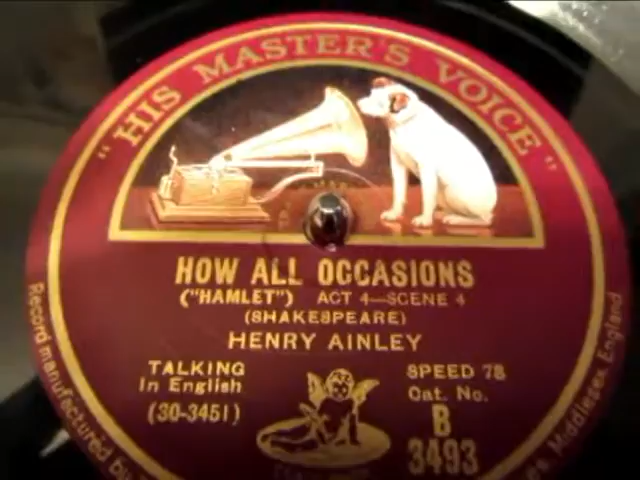 "HIS MASTER'S VOICE"
HOW ALL OCCASIONS
("HAMLET") ACT 4—SCENE 4
(SHAKESPEARE)
HENRY AINLEY
TALKING
In English
(30-3451)
SPEED 78
Cat. No.
B
3493
Record manufactured by
Middlesex, England